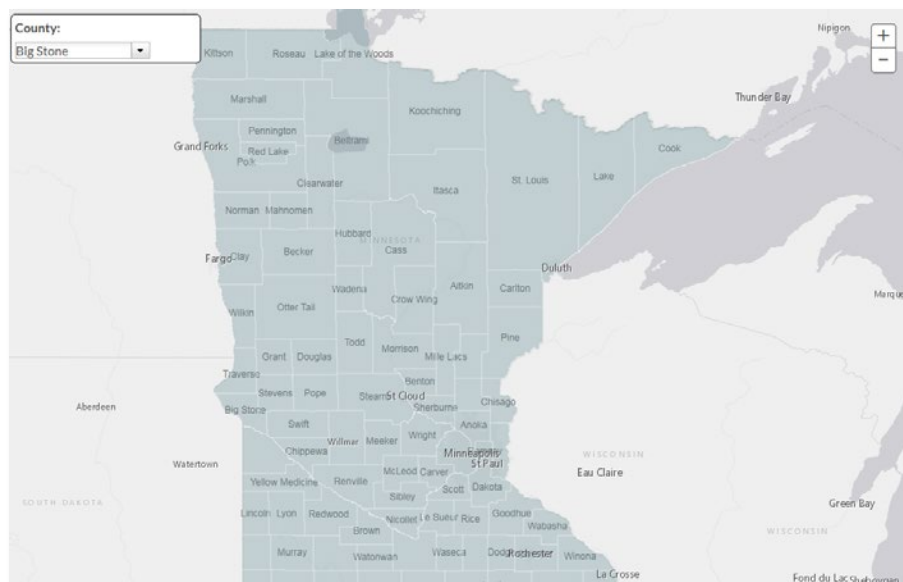 County:
Big Stone
+
−
Nipigon
Kittson
Roseau
Lake of the Woods
Thunder Bay
Marshall
Koochiching
Pennington
Beltrami
Grand Forks
Red Lake
Polk
Cook
Clearwater
Itasca
St. Louis
Lake
Norman
Mahnomen
Hubbard
MINNESOTA
Cass
Fargo
Clay
Becker
Duluth
Wadena
Aitkin
Carlton
Marque
Crow Wing
Otter Tail
Wilkin
Pine
Todd
Morrison
Mille Lacs
Grant
Douglas
Traverse
Benton
Stevens
Pope
Stearns
St Cloud
Chisago
Aberdeen
Big Stone
Sherburne
Swift
Anoka
Wright
Willmar
Meeker
Chippewa
Minneapolis
WISCONSIN
Watertown
St.Paul
McLeod
Carver
Eau Claire
Yellow Medicine
Renville
Scott
Dakota
Sibley
SOUTH DAKOTA
Green Bay
Lincoln
Lyon
Redwood
Nicollet
Le Sueur
Rice
Goodhue
Wabasha
Brown
WISCONSIN
Murray
Watonwan
Waseca
Rochester
Winona
La Crosse
Fond du Lac